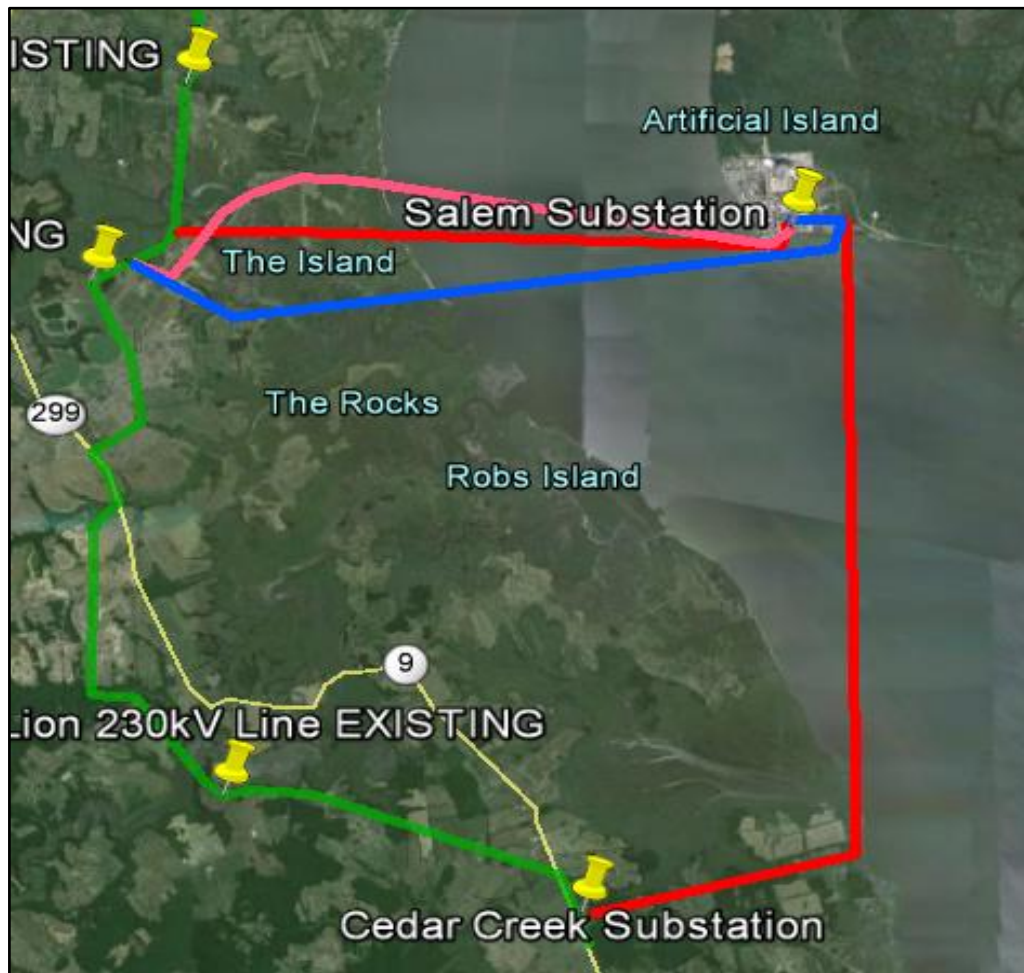 ISTING
Artificial Island
Salem Substation
NG
The Island
The Rocks
299
Robs Island
9
Lion 230kV Line EXISTING
Cedar Creek Substation